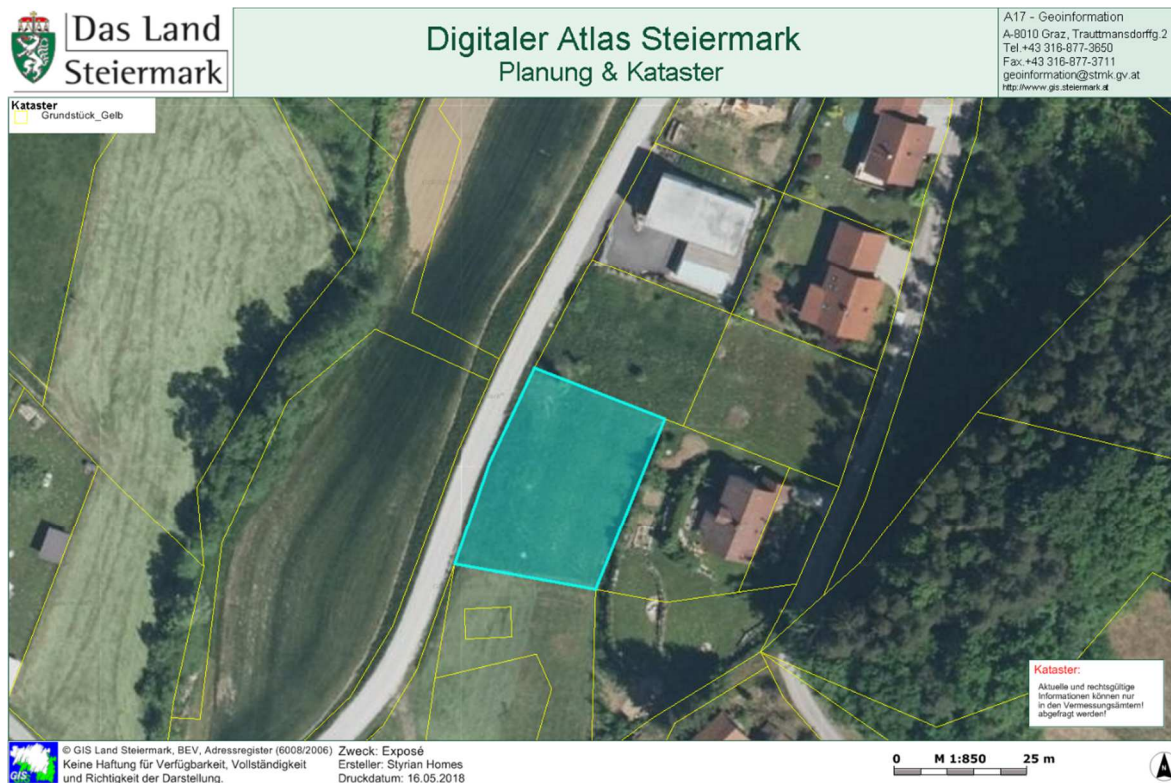 Das Land
Steiermark
Digitaler Atlas Steiermark
Planung & Kataster
A17 - Geoinformation
A-8010 Graz, Trauttmansdorffg.2
Tel.+43 316-877-3650
Fax.+43 316-877-3711
geoinformation@stmk.gv.at
http://www.gis.steiermark.at
Kataster
Grundstück_Gelb
Kataster:
Aktuelle und rechtsgültige
Informationen können nur
in den Vermessungsämtern!
abgefragt werden!
GIS
© GIS Land Steiermark, BEV, Adressregister (6008/2006)
Keine Haftung für Verfügbarkeit, Vollständigkeit
und Richtigkeit der Darstellung.
Zweck: Exposé
Ersteller: Styrian Homes
Druckdatum: 16.05.2018
0 M 1:850 25 m